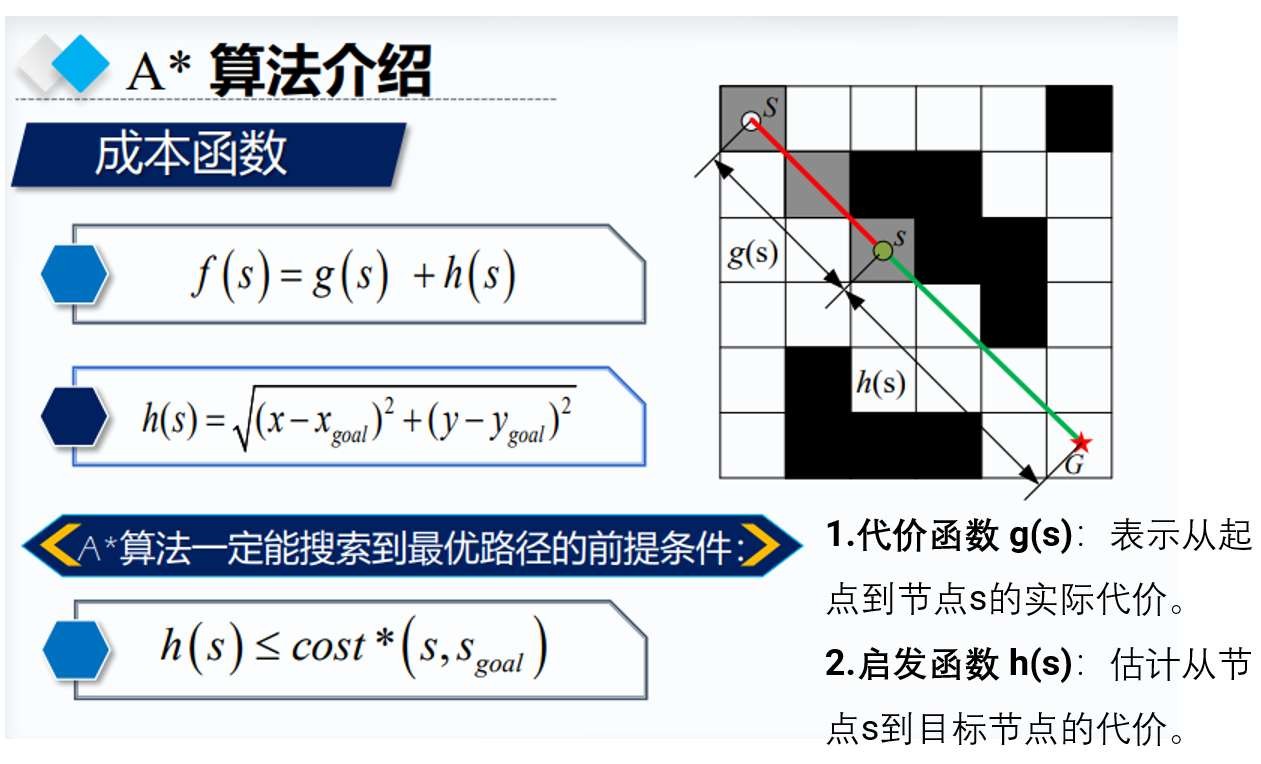 A* 算法介绍
成本函数
f(s)=g(s) +h(s)
h(s)=√(x−x_goal)²+(y−y_goal)²
A*算法一定能搜索到最优路径的前提条件：
h(s)≤cost*(s,s_goal)
S
s
g(s)
h(s)
G
1.代价函数 g(s)：表示从起
点到节点s的实际代价。
2.启发函数 h(s)：估计从节
点s到目标节点的代价。